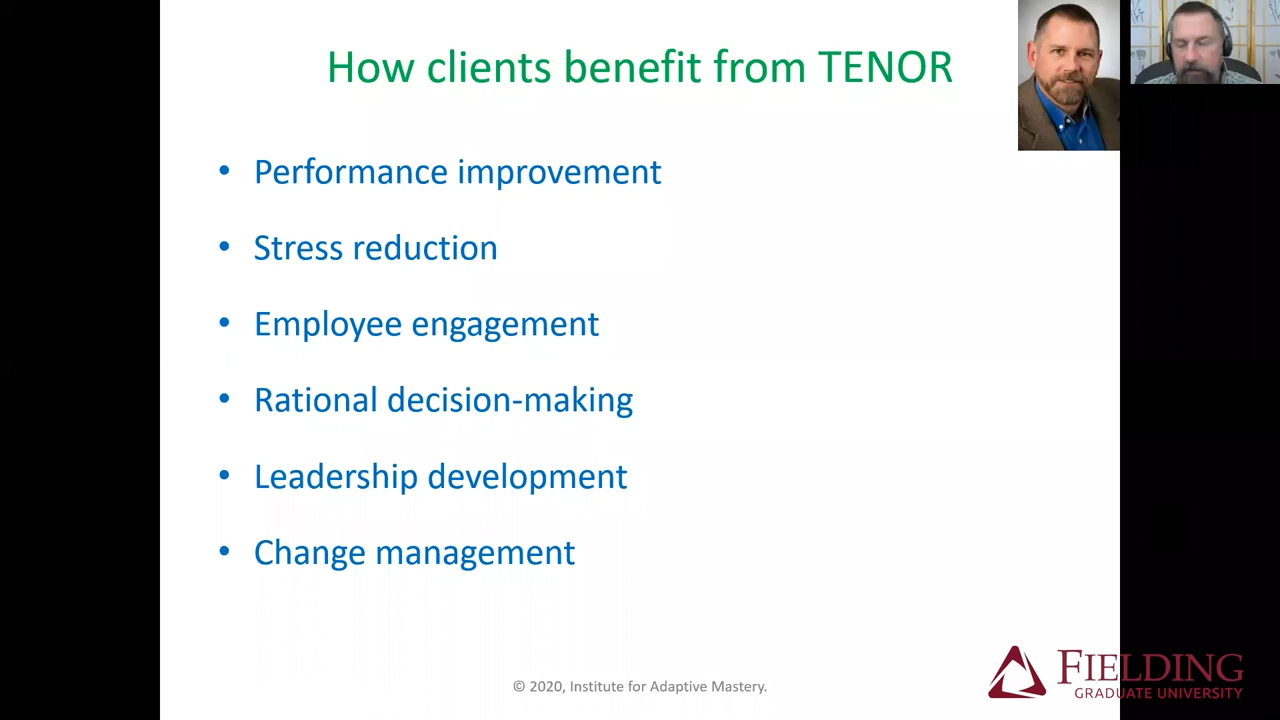 How clients benefit from TENOR
• Performance improvement
• Stress reduction
• Employee engagement
• Rational decision-making
• Leadership development
• Change management
© 2020, Institute for Adaptive Mastery.
FIELDING
GRADUATE UNIVERSITY